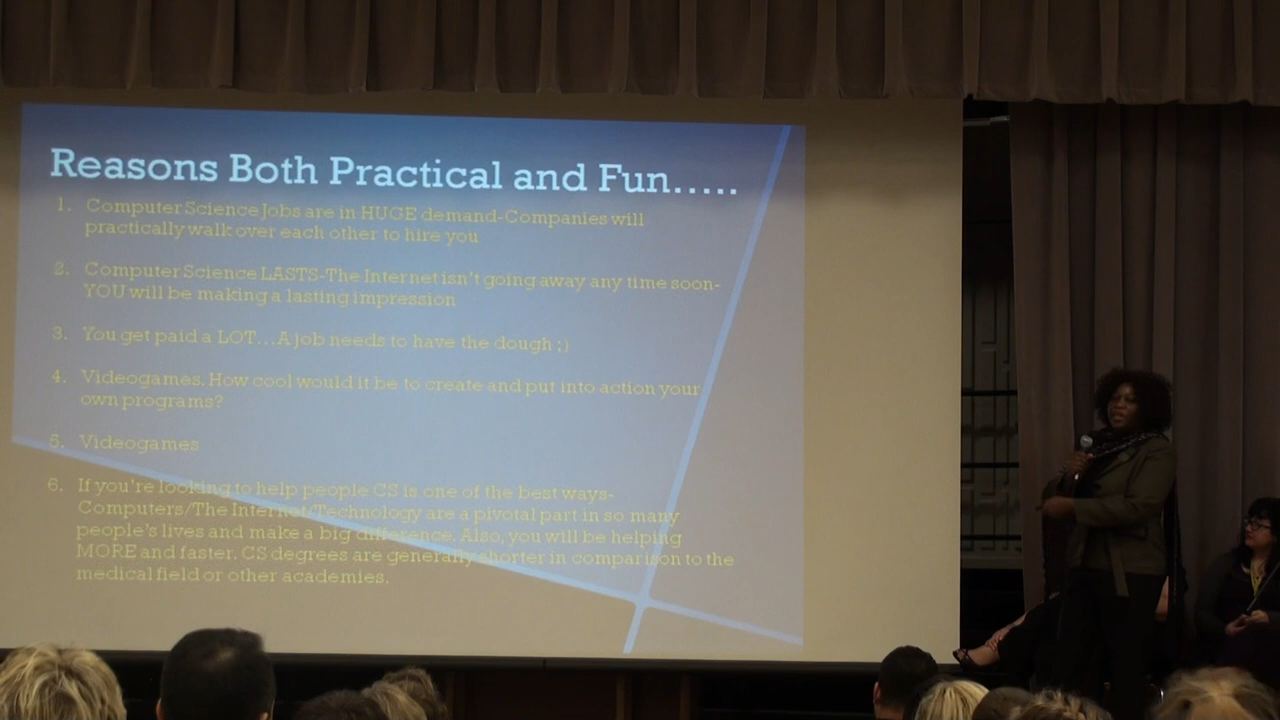 Reasons Both Practical and Fun.....
1. Computer Science Jobs are in HUGE demand-Companies will
practically walk over each other to hire you
2. Computer Science LASTS-The Internet isn't going away any time soon-
YOU will be making a lasting impression
3. You get paid a LOT...A job needs to have the dough ;)
4. Videogames. How cool would it be to create and put into action your
own programs?
5. Videogames
6. If you're looking to help people CS is one of the best ways-
Computers/The Internet/Technology are a pivotal part in so many
people's lives and make a big difference. Also, you will be helping
MORE and faster. CS degrees are generally shorter in comparison to the
medical field or other academies.